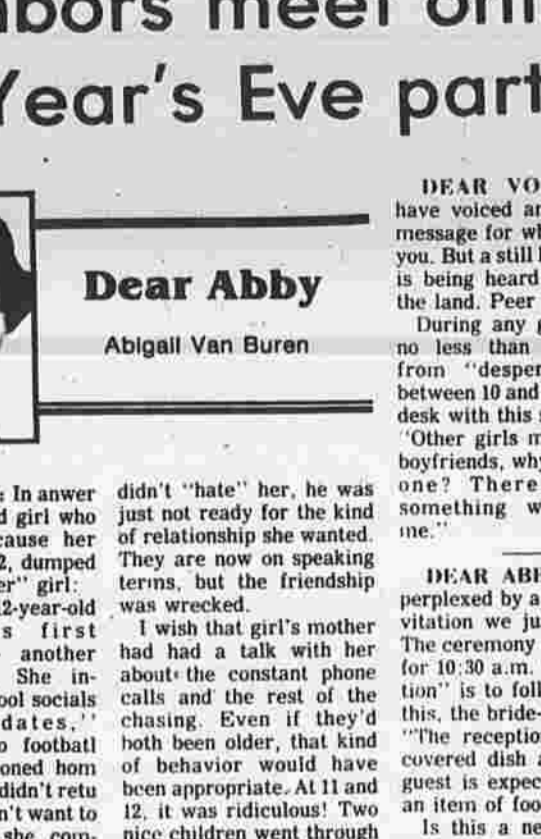 bors meet onl
Year's Eve part
Dear Abby
Abigail Van Buren
: In anwer
d girl who
cause her
2, dumped
er" girl:
2-year-old
s first
another
She in-
ool socials
dates,''
o footbatl
oned hom
didn't retu
n't want to
she com-
didn't "hate" her, he was
just not ready for the kind
of relationship she wanted.
They are now on speaking
terms, but the friendship
was wrecked.
I wish that girl's mother
had had a talk with her
about the constant phone
calls and the rest of the
chasing. Even if they'd
both been older, that kind
of behavior would have
been appropriate. At 11 and
12, it was ridiculous! Two
nice children went through
DEAR VO
have voiced an
message for wh
you. But a still l
is being heard
the land. Peer
During any g
no less than
from "desper
between 10 and
desk with this s
"Other girls m
boyfriends, why
one? There
something w
me."
DEAR ABB
perplexed by a
vitation we ju
The ceremony
for 10:30 a.m.
tion" is to foll
this, the bride-
"The receptio
covered dish a
guest is expec
an item of foo
Is this a ne